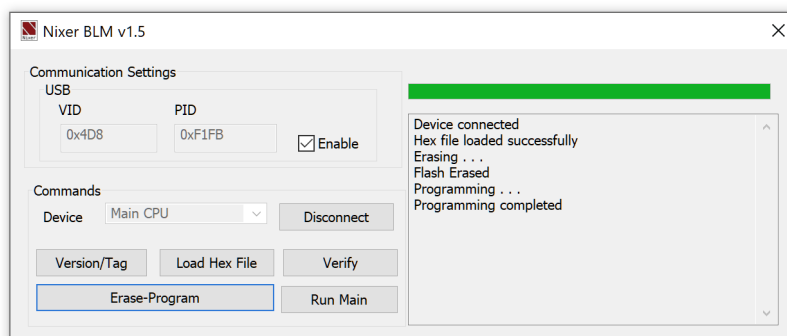 Nixer BLM v1.5
Communication Settings
USB
VID PID
0x4D8 0xF1FB Enable
Commands
Device Main CPU Disconnect
Version/Tag Load Hex File Verify
Erase-Program Run Main
Device connected
Hex file loaded successfully
Erasing . . .
Flash Erased
Programming . . .
Programming completed